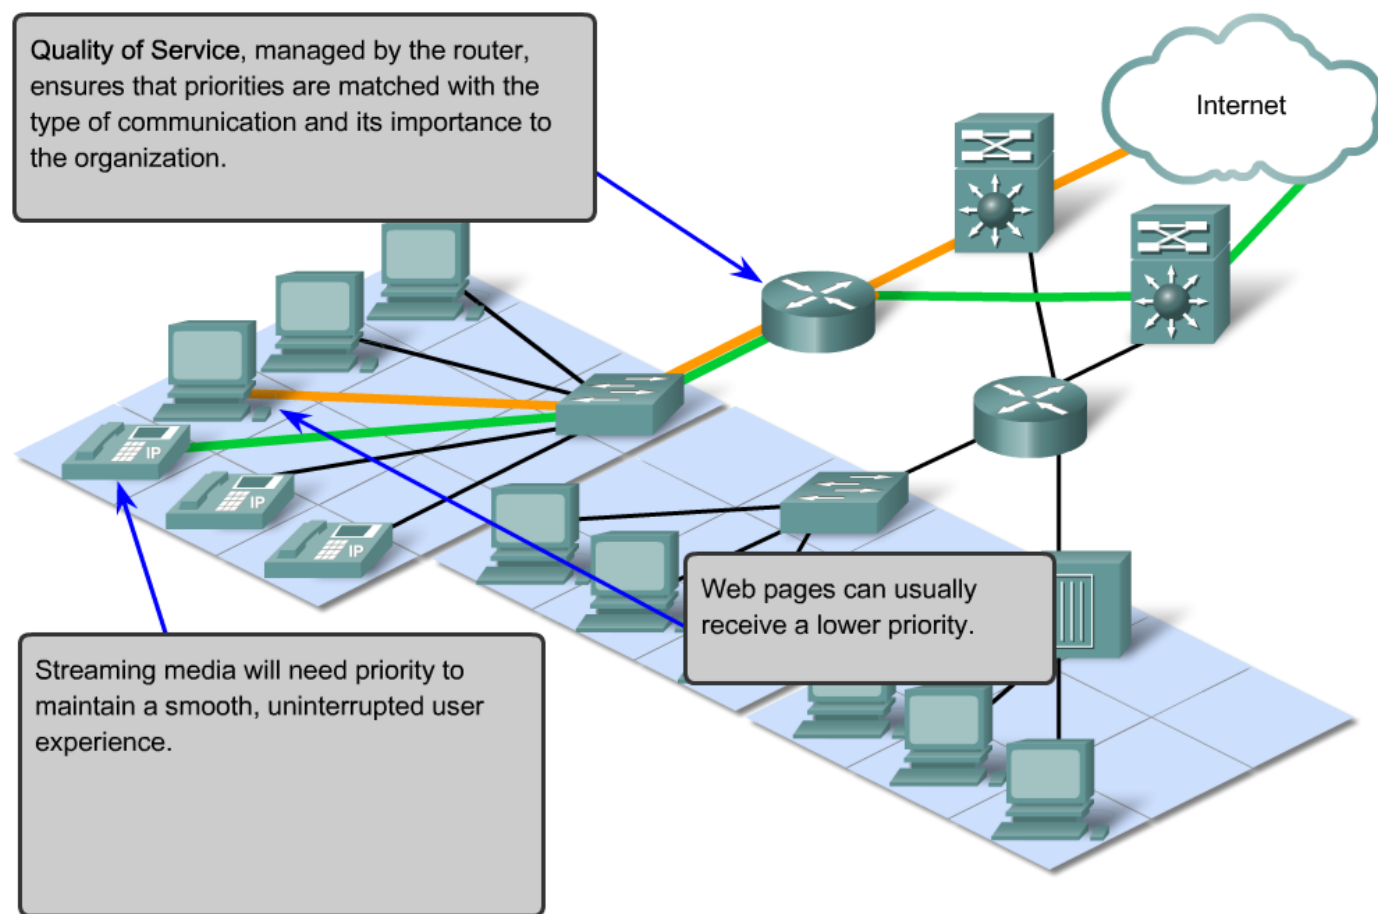 Quality of Service, managed by the router,
ensures that priorities are matched with the
type of communication and its importance to
the organization.
Internet
IP
IP
IP
Web pages can usually
receive a lower priority.
Streaming media will need priority to
maintain a smooth, uninterrupted user
experience.